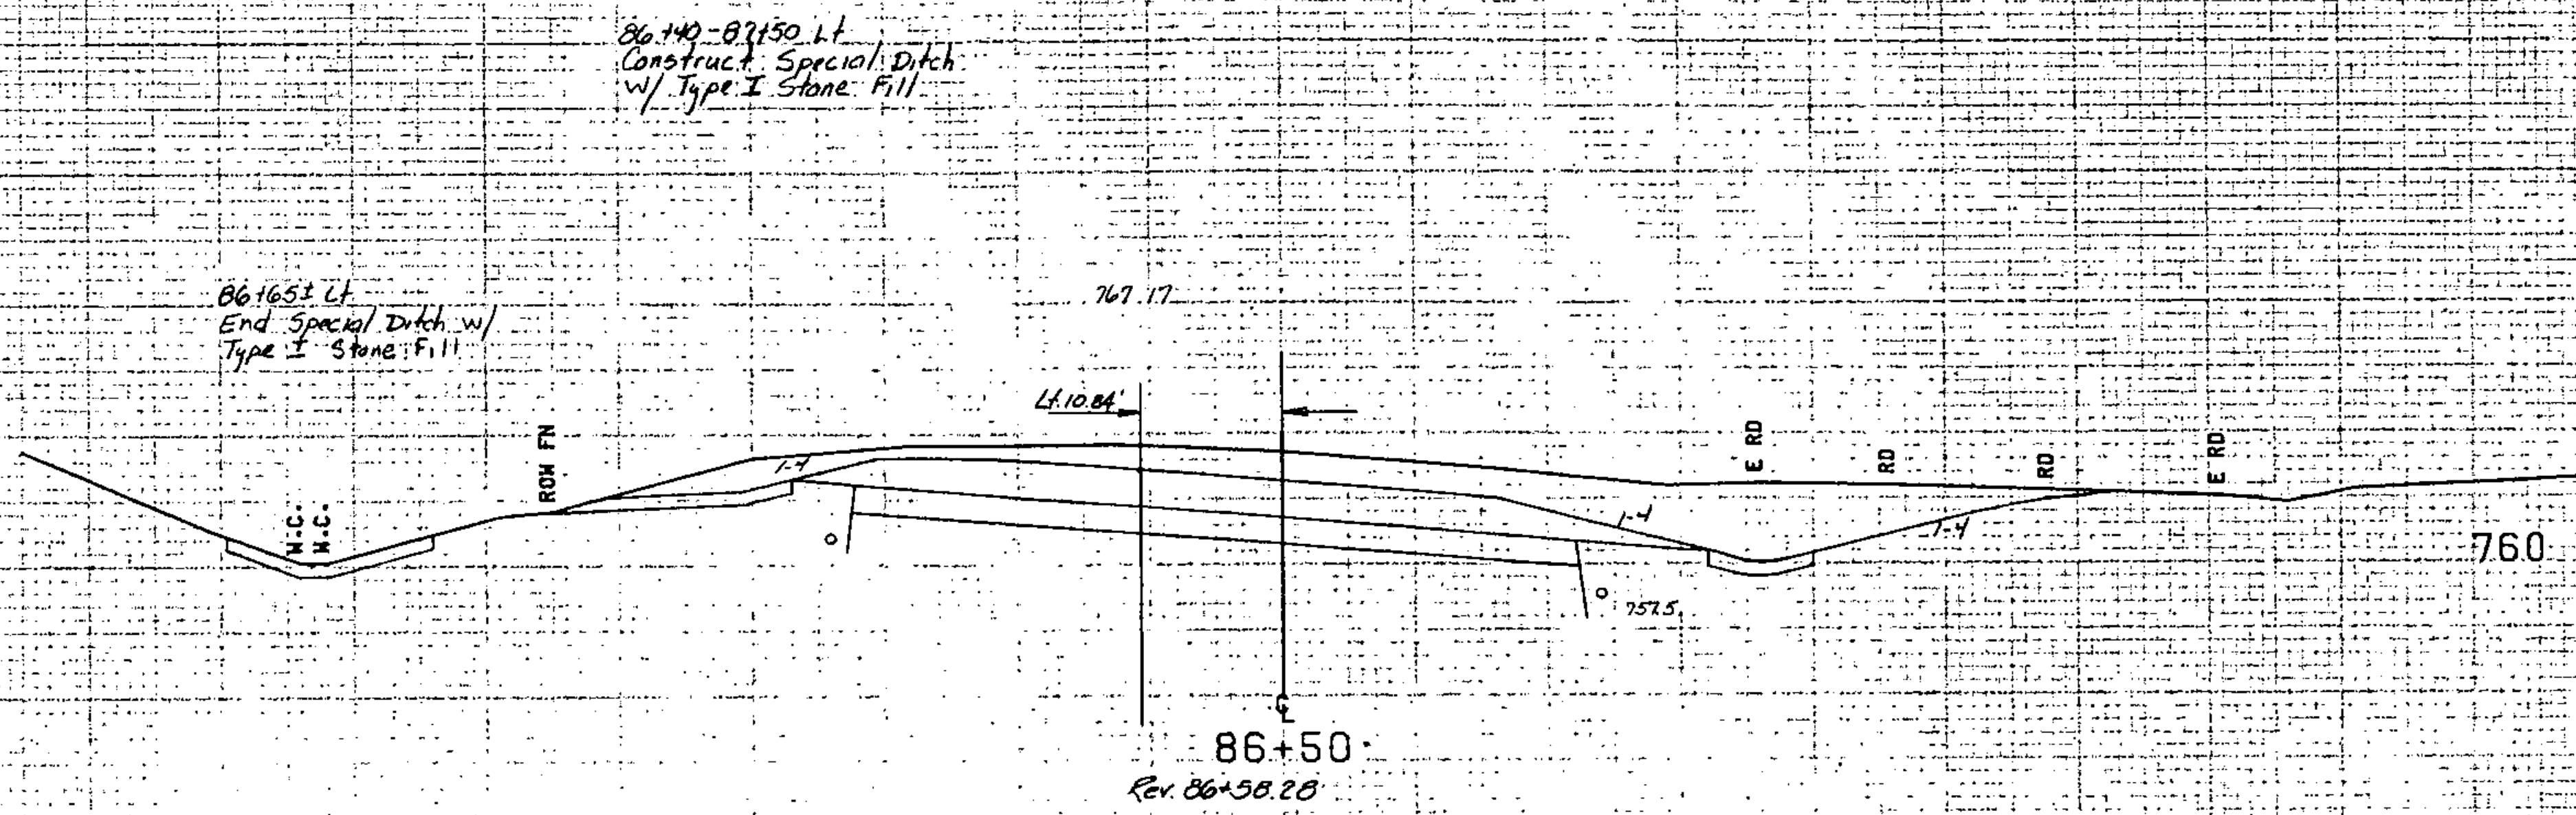 86+40-87+50 Lt
Construct Special Ditch
w/ Type I Stone Fill
86+65± Lt
End Special Ditch w/
Type I Stone Fill
767.17
Lt. 10.84'
ROW FN
W.C.
W.C.
1-4
1-4
1-4
E RD
RD
RD
E RD
760
757.5
CL
86+50
Rev. 86+58.28